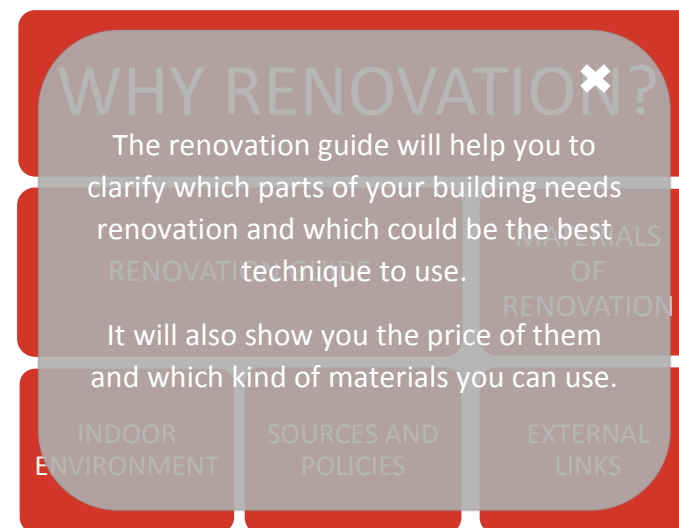 WHY RENOVATION?
The renovation guide will help you to
clarify which parts of your building needs
renovation and which could be the best
technique to use.
It will also show you the price of them
and which kind of materials you can use.
RENOVATION GUIDE
MATERIALS
OF
RENOVATION
INDOOR
ENVIRONMENT
SOURCES AND
POLICIES
EXTERNAL
LINKS